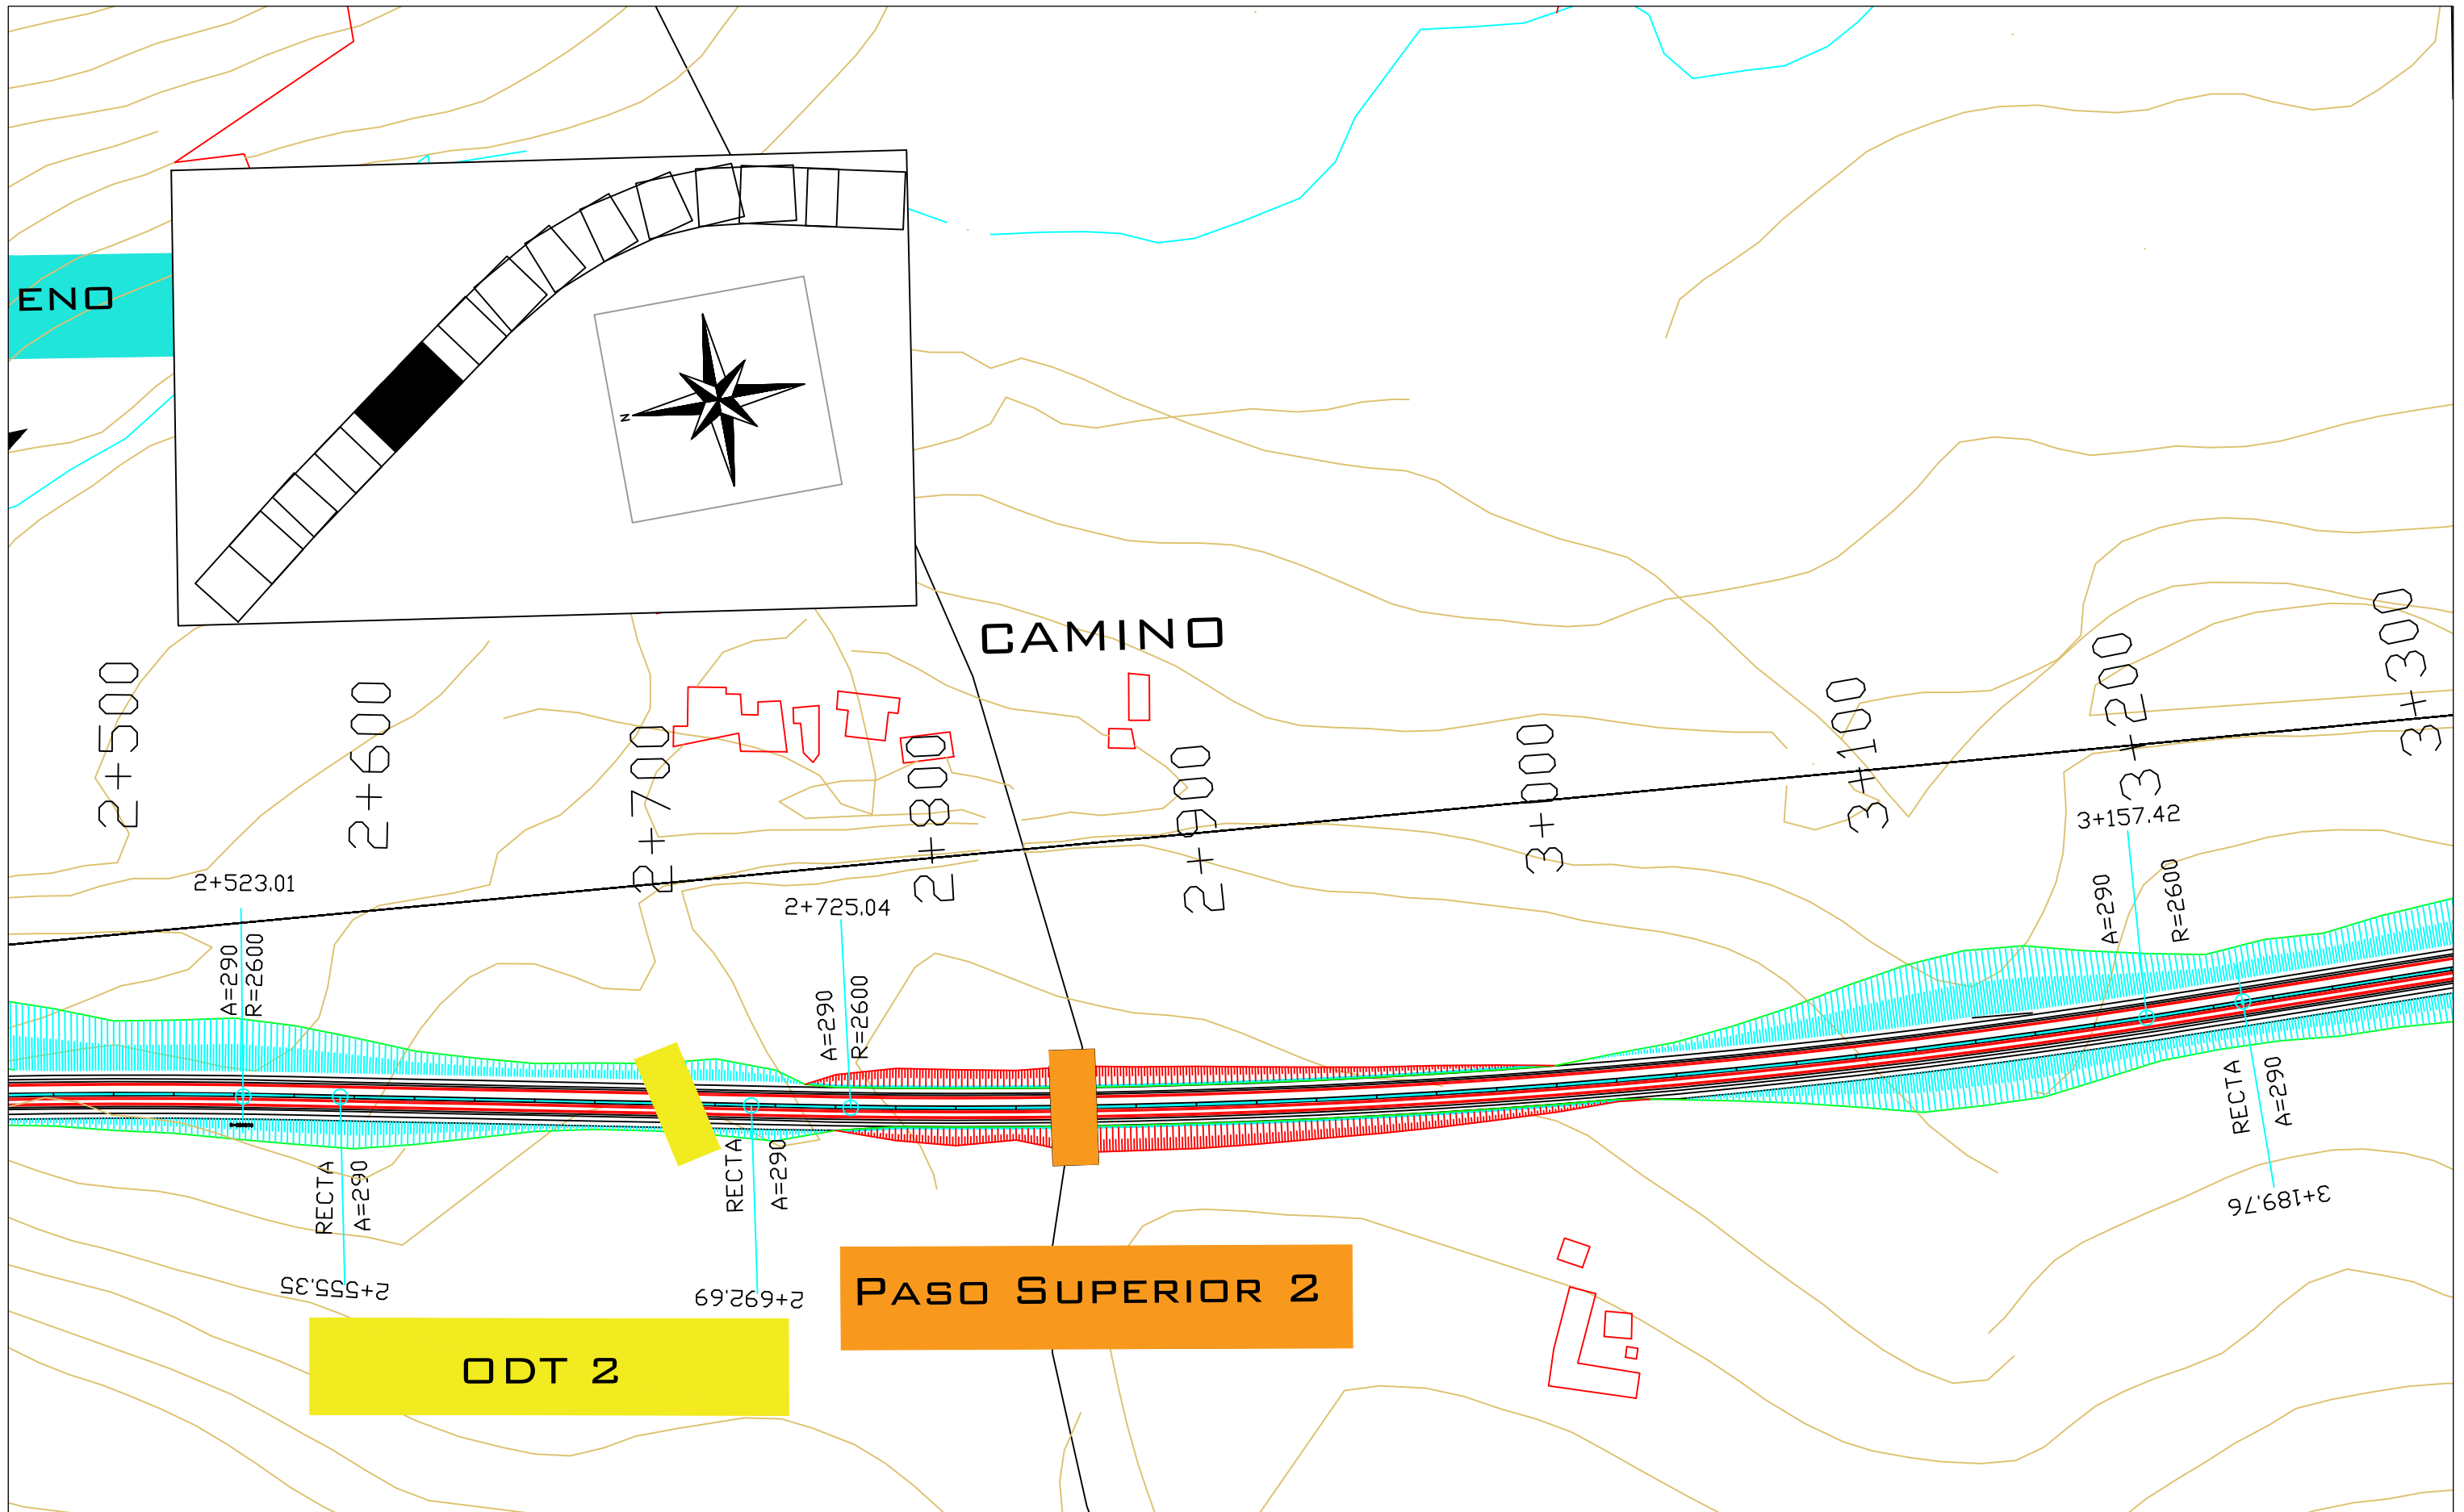 ENO
N
CAMINO
2+500
2+600
2+700
2+800
2+900
3+000
3+100
3+200
3+300
2+523.01
A=290
R=2600
2+725.04
A=290
R=2600
3+157.42
A=290
R=2600
RECTA
A=290
2+555.35
RECTA
A=290
2+692.69
RECTA
A=290
3+189.76
Paso Superior 2
ODT 2